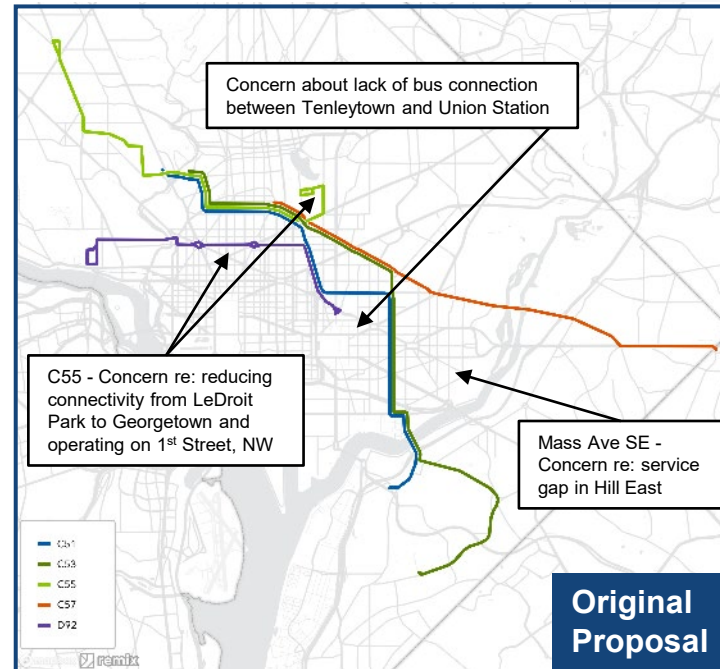 Concern about lack of bus connection
between Tenleytown and Union Station
C55 - Concern re: reducing
connectivity from LeDroit
Park to Georgetown and
operating on 1st Street, NW
Mass Ave SE -
Concern re: service
gap in Hill East
C51
C53
C55
C57
D92
remix
Original
Proposal